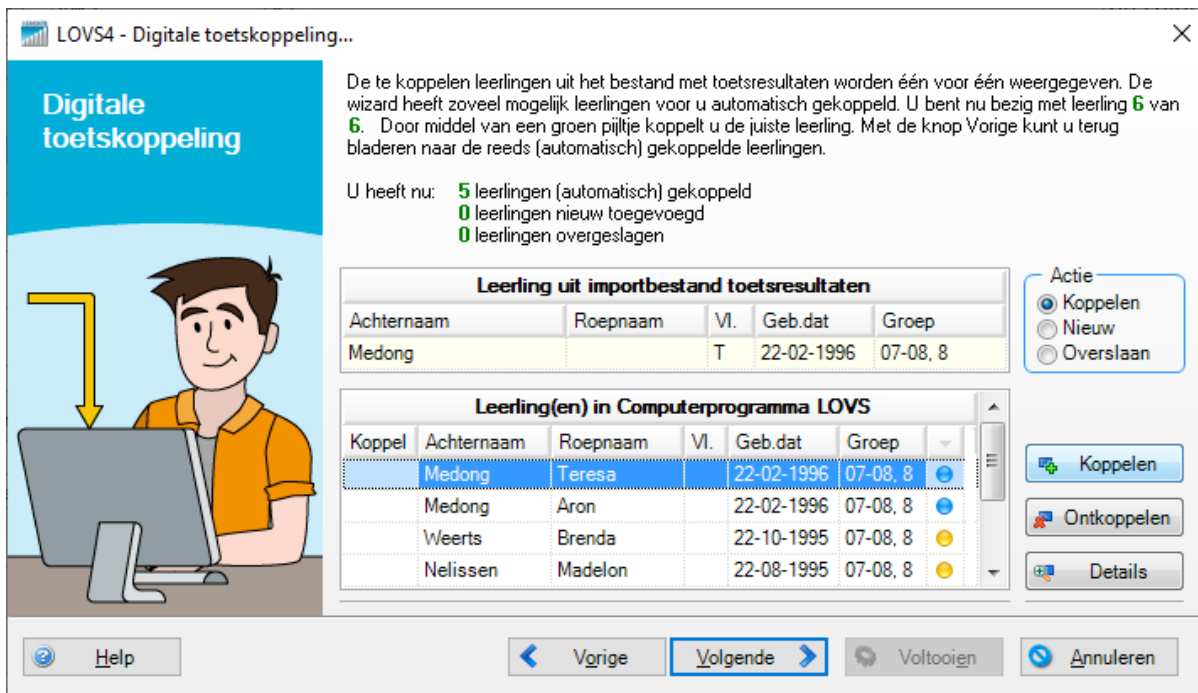 LOVS4 - Digitale toetskoppeling...
Digitale
toetskoppeling
De te koppelen leerlingen uit het bestand met toetsresultaten worden één voor één weergegeven. De
wizard heeft zoveel mogelijk leerlingen voor u automatisch gekoppeld. U bent nu bezig met leerling 6 van
6. Door middel van een groen pijltje koppelt u de juiste leerling. Met de knop Vorige kunt u terug
bladeren naar de reeds (automatisch) gekoppelde leerlingen.
U heeft nu: 5 leerlingen (automatisch) gekoppeld
0 leerlingen nieuw toegevoegd
0 leerlingen overgeslagen
Leerling uit importbestand toetsresultaten
Achternaam Roepnaam Vl. Geb.dat Groep
Medong T 22-02-1996 07-08, 8
Actie
Koppelen
Nieuw
Overslaan
Leerling(en) in Computerprogramma LOVS
Koppel Achternaam Roepnaam Vl. Geb.dat Groep
Medong Teresa 22-02-1996 07-08, 8
Medong Aron 22-02-1996 07-08, 8
Weerts Brenda 22-10-1995 07-08, 8
Nelissen Madelon 22-08-1995 07-08, 8
Koppelen
Ontkoppelen
Details
Help Vorige Volgende Voltooien Annuleren